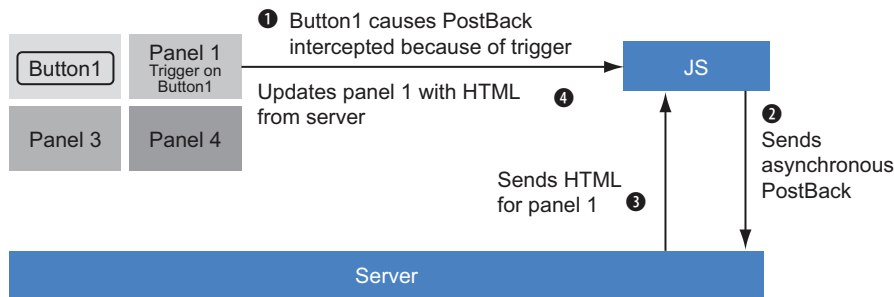 ❶ Button1 causes PostBack
intercepted because of trigger
Button1
Panel 1
Trigger on
Button1
JS
Updates panel 1 with HTML
from server
❹
Panel 3
Panel 4
❷
Sends
asynchronous
PostBack
Sends HTML
for panel 1 ❸
Server